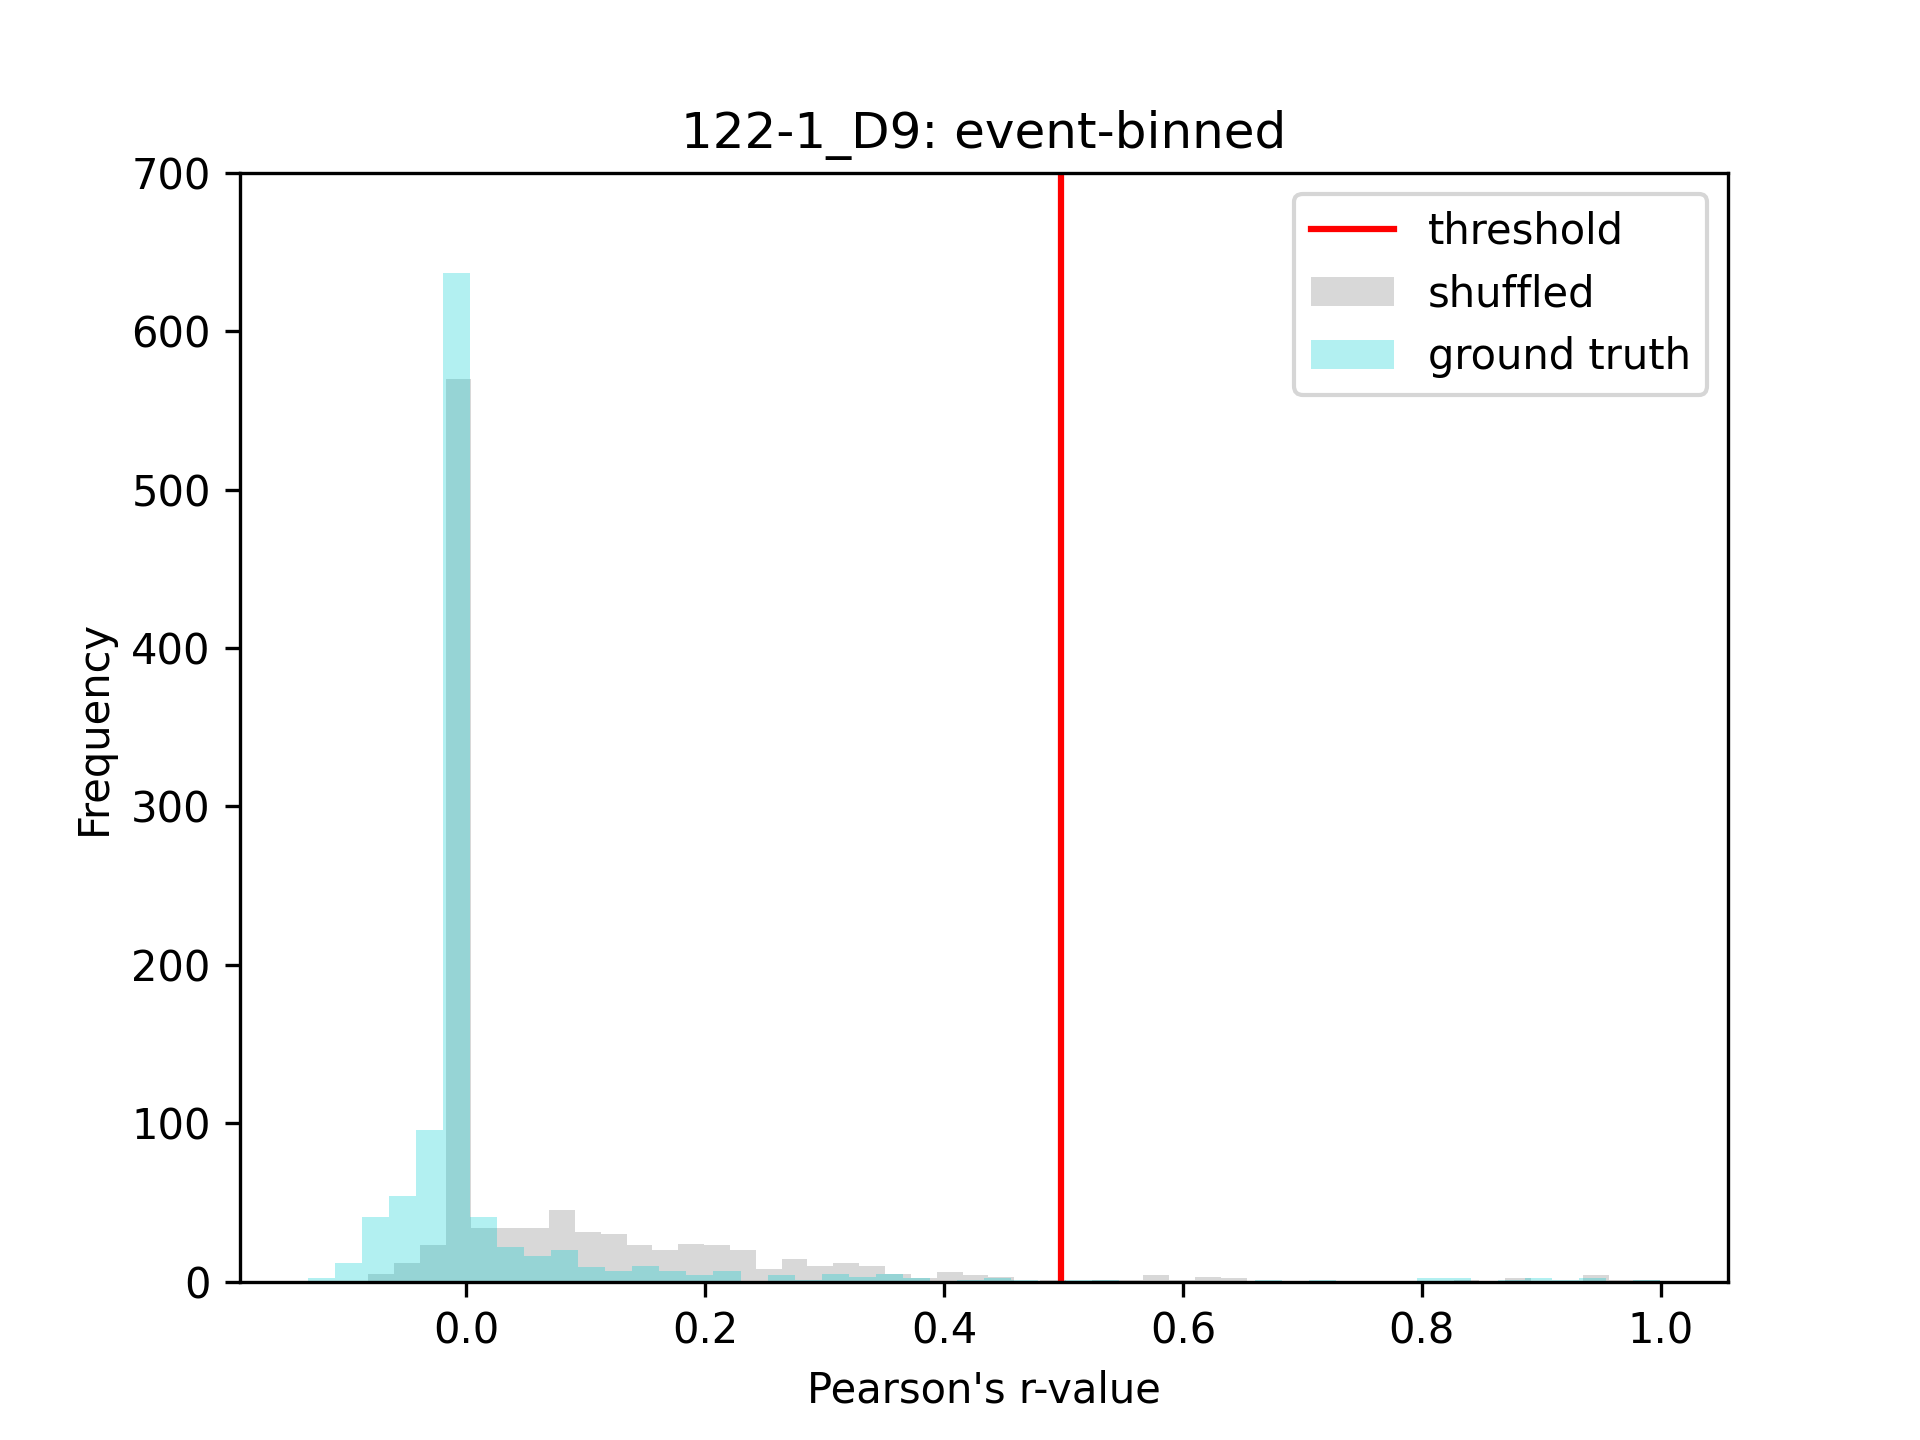 122-1_D9: event-binned
700
600
500
400
300
200
100
0
Frequency
threshold
shuffled
ground truth
0.0 0.2 0.4 0.6 0.8 1.0
Pearson's r-value